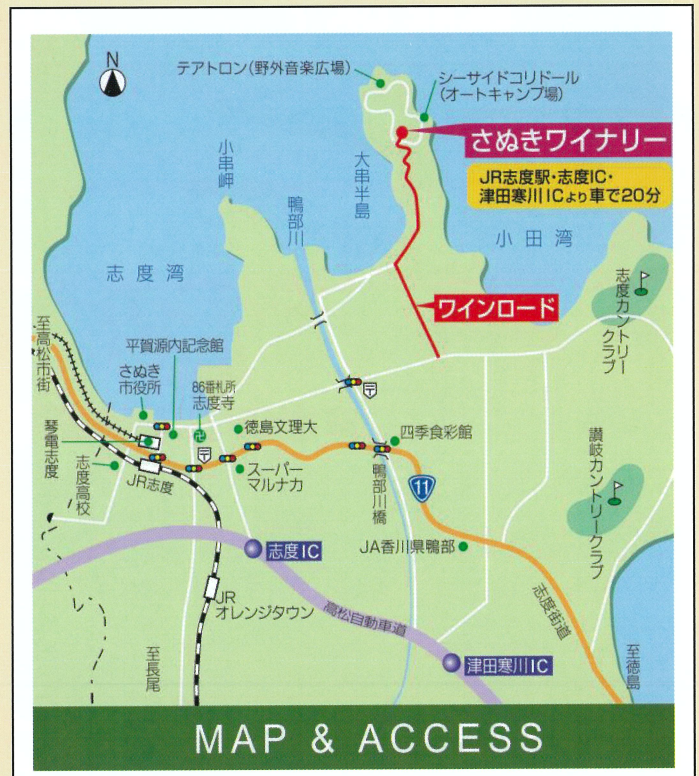 N
テアトロン(野外音楽広場)
シーサイドコリドール
(オートキャンプ場)
さぬきワイナリー
JR志度駅・志度IC・
津田寒川ICより車で20分
小串岬
大串半島
鴨部川
小田湾
志度湾
ワインロード
志度カントリー
クラブ
至高松市街
平賀源内記念館
さぬき
市役所
86番札所
志度寺
徳島文理大
四季食彩館
琴電志度
志度高校
JR志度
スーパー
マルナカ
鴨部川橋
11
讃岐カントリークラブ
志度IC
JA香川県鴨部
JR
オレンジタウン
高松自動車道
志度街道
至長尾
津田寒川IC
至徳島
MAP & ACCESS